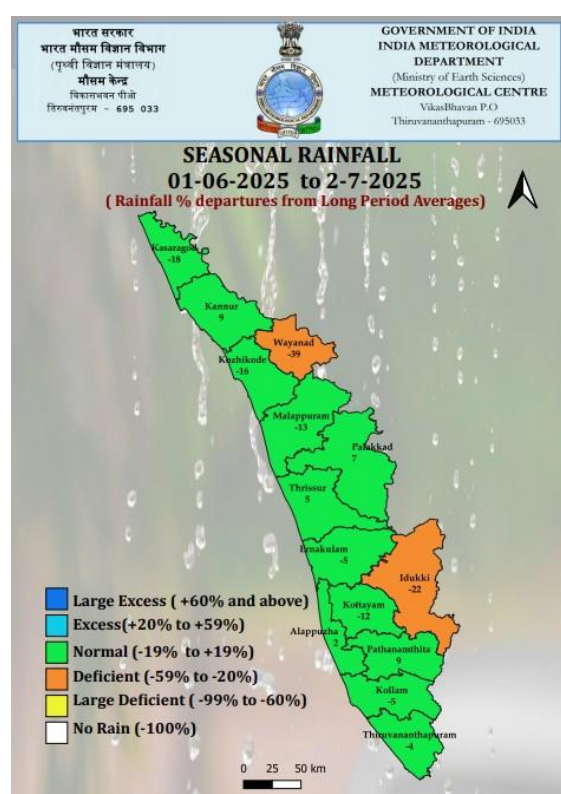 भारत सरकार
भारत मौसम विज्ञान विभाग
(पृथ्वी विज्ञान मंत्रालय)
मौसम केन्द्र
विकासभवन पीओ
तिरुवनंतपुरम - 695 033
GOVERNMENT OF INDIA
INDIA METEOROLOGICAL
DEPARTMENT
(Ministry of Earth Sciences)
METEOROLOGICAL CENTRE
VikasBhavan P.O
Thiruvananthapuram - 695033
SEASONAL RAINFALL
01-06-2025 to 2-7-2025
( Rainfall % departures from Long Period Averages)
Kasaragod
-18
Kannur
9
Wayanad
-39
Kozhikode
-16
Malappuram
-13
Palakkad
7
Thrissur
5
Ernakulam
-5
Idukki
-22
Kottayam
-12
Alappuzha
2
Pathanamthita
9
Kollam
-5
Thiruvananthapuram
-4
Large Excess ( +60% and above)
Excess(+20% to +59%)
Normal (-19% to +19%)
Deficient (-59% to -20%)
Large Deficient ( -99% to -60%)
No Rain (-100%)
0 25 50 km